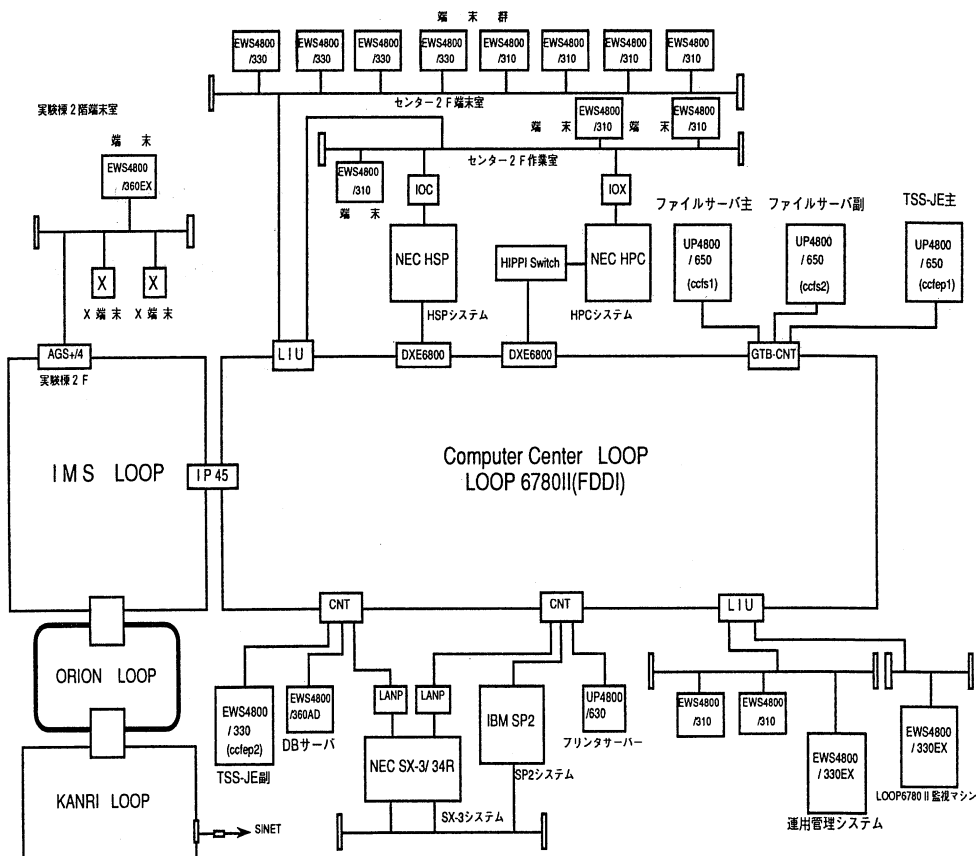 端 末 群
EWS4800
/330
EWS4800
/330
EWS4800
/330
EWS4800
/330
EWS4800
/310
EWS4800
/310
EWS4800
/310
EWS4800
/310
センター2F端末室
実験棟2階端末室
端 末
EWS4800
/360EX
X
X
X端末
X端末
端 末
EWS4800
/310
端 末
EWS4800
/310
センター2F作業室
EWS4800
/310
端 末
IOC
IOX
NEC HSP
HSPシステム
HIPPI Switch
NEC HPC
HPCシステム
ファイルサーバ主
UP4800
/ 650
(ccfs1)
ファイルサーバ副
UP4800
/ 650
(ccfs2)
TSS-JE主
UP4800
/ 650
(ccfep1)
AGS+/4
実験棟2F
LIU
DXE6800
DXE6800
GTB-CNT
IMS LOOP
IP45
Computer Center LOOP
LOOP 6780II(FDDI)
CNT
CNT
LIU
ORION LOOP
KANRI LOOP
SINET
EWS4800
/ 330
(ccfep2)
TSS-JE副
EWS4800
/360AD
DBサーバ
LANP
LANP
NEC SX-3/ 34R
SX-3システム
IBM SP2
SP2システム
UP4800
/630
プリンタサーバー
EWS4800
/310
EWS4800
/310
EWS4800
/ 330EX
運用管理システム
EWS4800
/ 330EX
LOOP6780 II 監視マシン